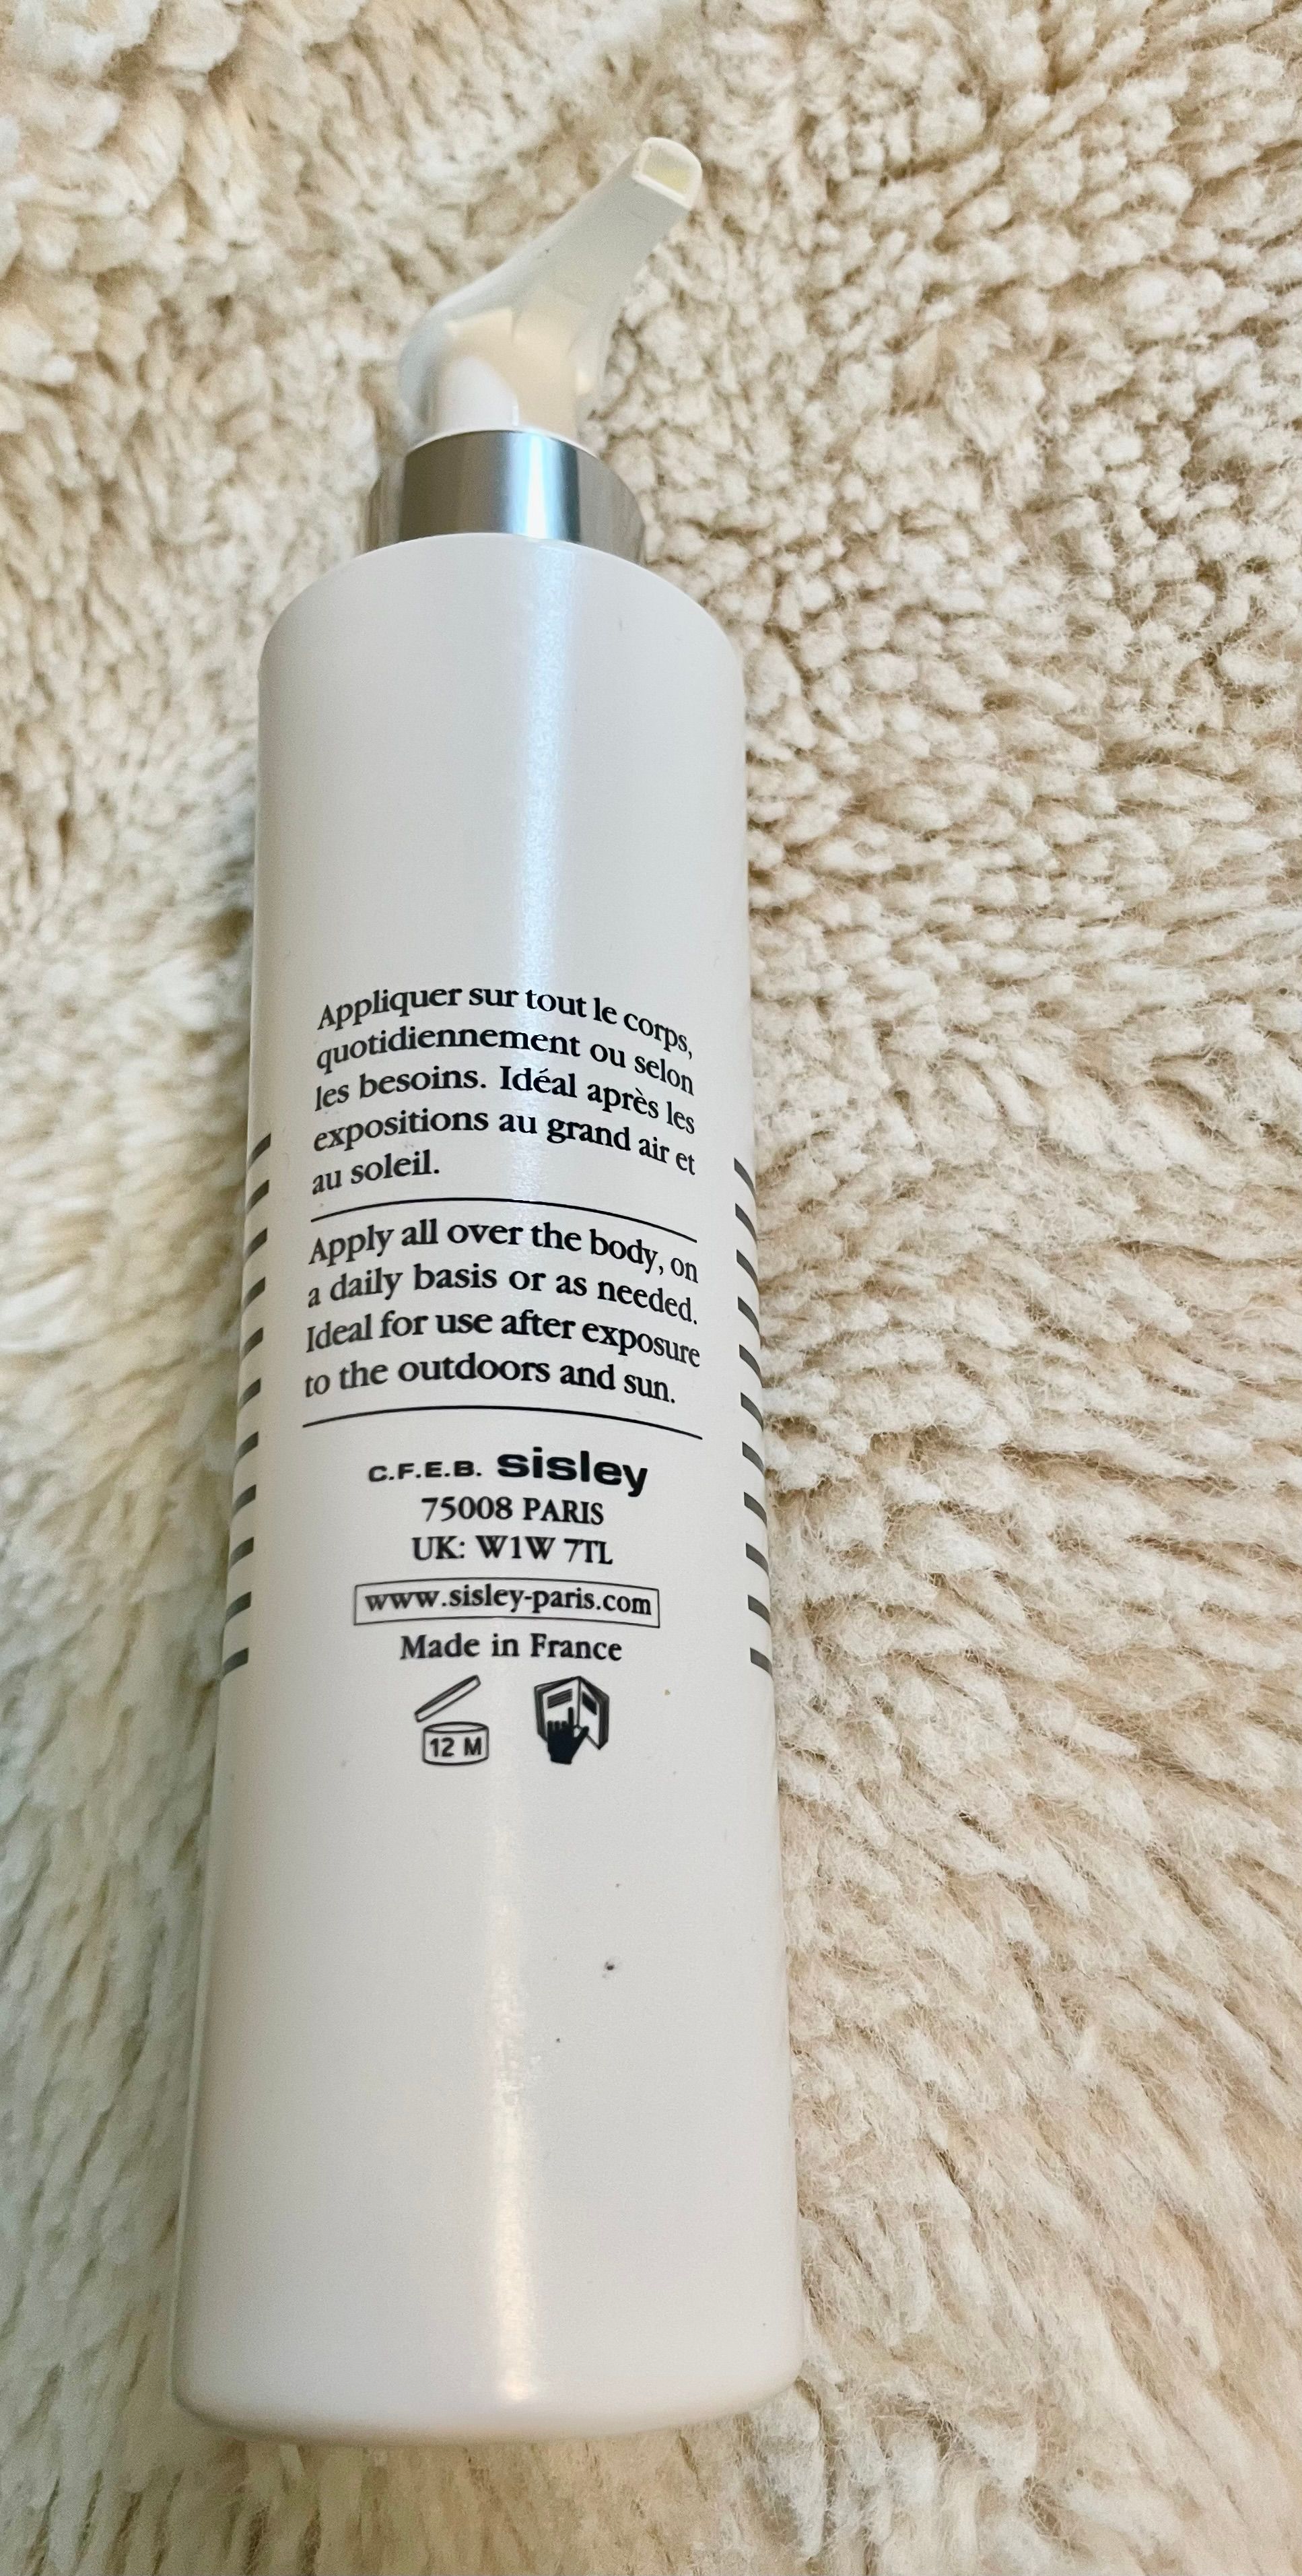 Appliquer sur tout le corps,
quotidiennement ou selon
les besoins. Idéal après les
expositions au grand air et
au soleil.
Apply all over the body, on
a daily basis or as needed.
Ideal for use after exposure
to the outdoors and sun.
C.F.E.B. sisley
75008 PARIS
UK: W1W 7TL
www.sisley-paris.com
Made in France
12 M